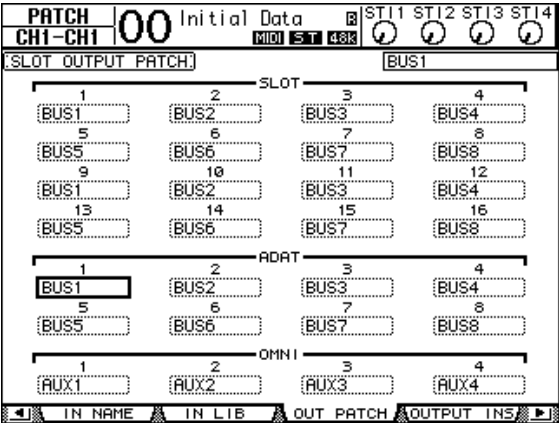 PATCH 00 Initial Data R ST11 ST12 ST13 ST14
CH1-CH1 MIDI ST 48k
SLOT OUTPUT PATCH BUS1
SLOT
1 2 3 4
BUS1 BUS2 BUS3 BUS4
5 6 7 8
BUS5 BUS6 BUS7 BUS8
9 10 11 12
BUS1 BUS2 BUS3 BUS4
13 14 15 16
BUS5 BUS6 BUS7 BUS8
ADAT
1 2 3 4
BUS1 BUS2 BUS3 BUS4
5 6 7 8
BUS5 BUS6 BUS7 BUS8
OMNI
1 2 3 4
AUX1 AUX2 AUX3 AUX4
IN NAME IN LIB OUT PATCH OUTPUT INS